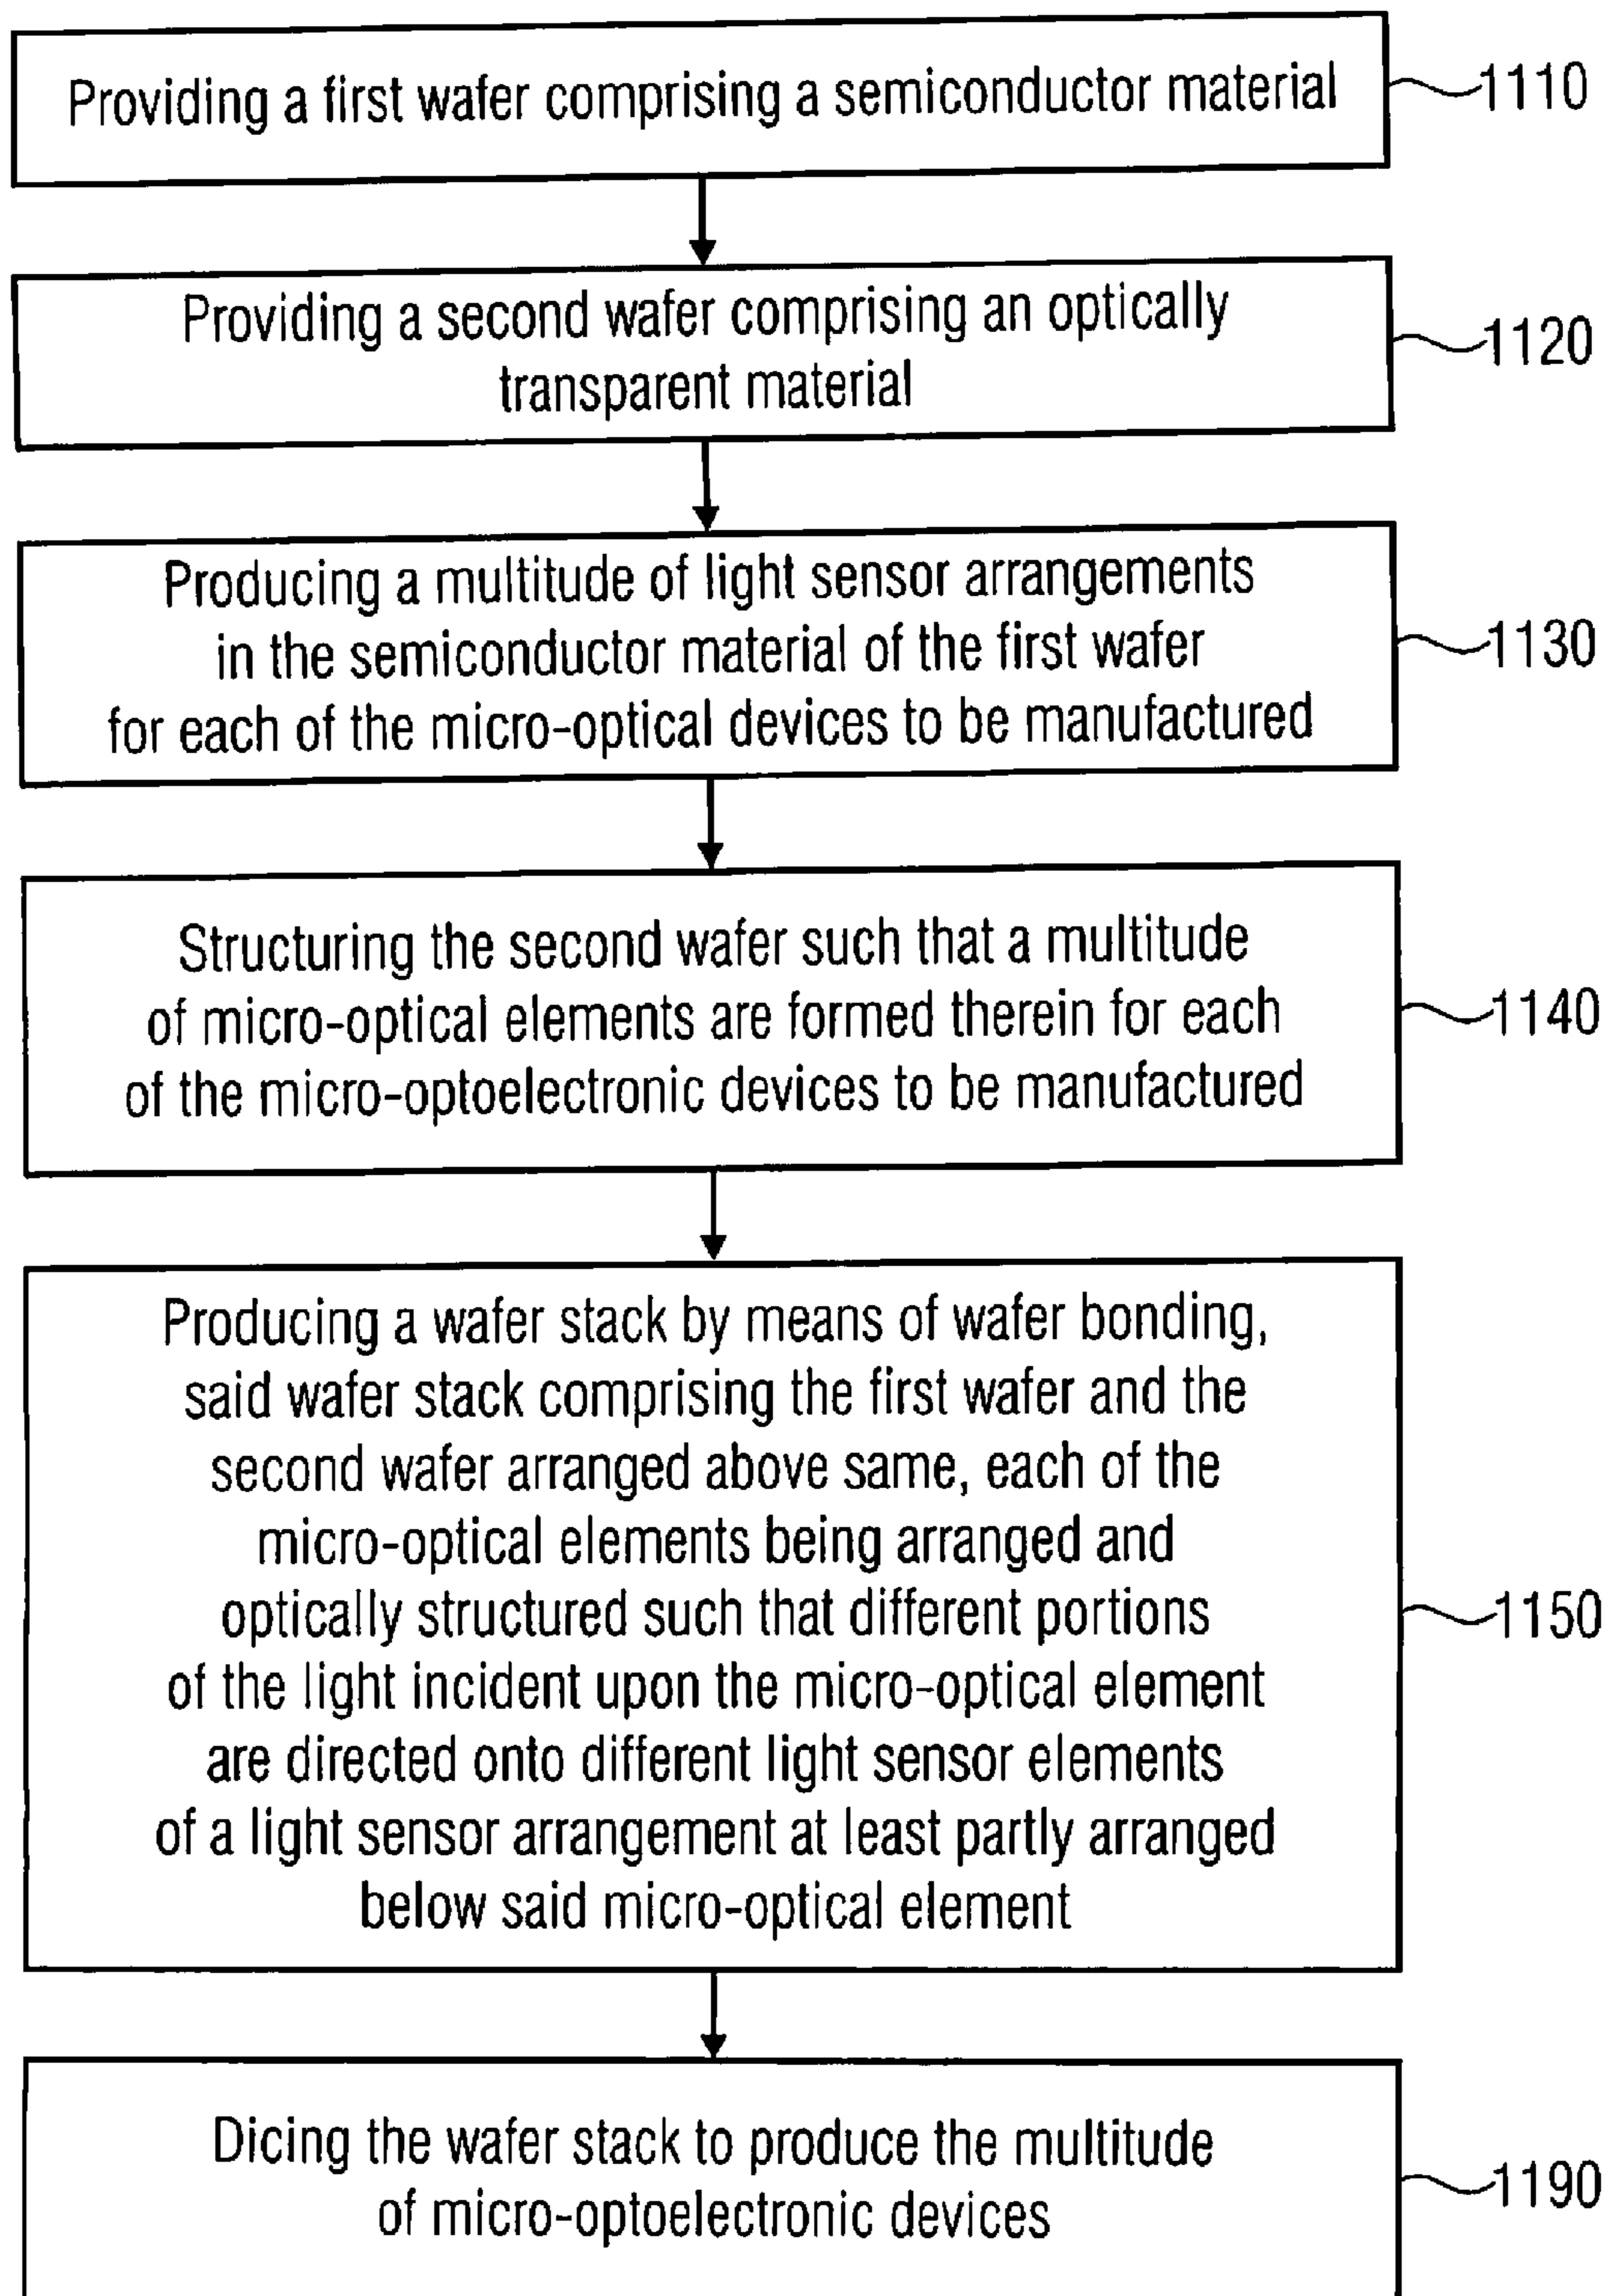 Providing a first wafer comprising a semiconductor material
1110
Providing a second wafer comprising an optically
transparent material
1120
Producing a multitude of light sensor arrangements
in the semiconductor material of the first wafer
for each of the micro-optical devices to be manufactured
1130
Structuring the second wafer such that a multitude
of micro-optical elements are formed therein for each
of the micro-optoelectronic devices to be manufactured
1140
Producing a wafer stack by means of wafer bonding,
said wafer stack comprising the first wafer and the
second wafer arranged above same, each of the
micro-optical elements being arranged and
optically structured such that different portions
of the light incident upon the micro-optical element
are directed onto different light sensor elements
of a light sensor arrangement at least partly arranged
below said micro-optical element
1150
Dicing the wafer stack to produce the multitude
of micro-optoelectronic devices
1190